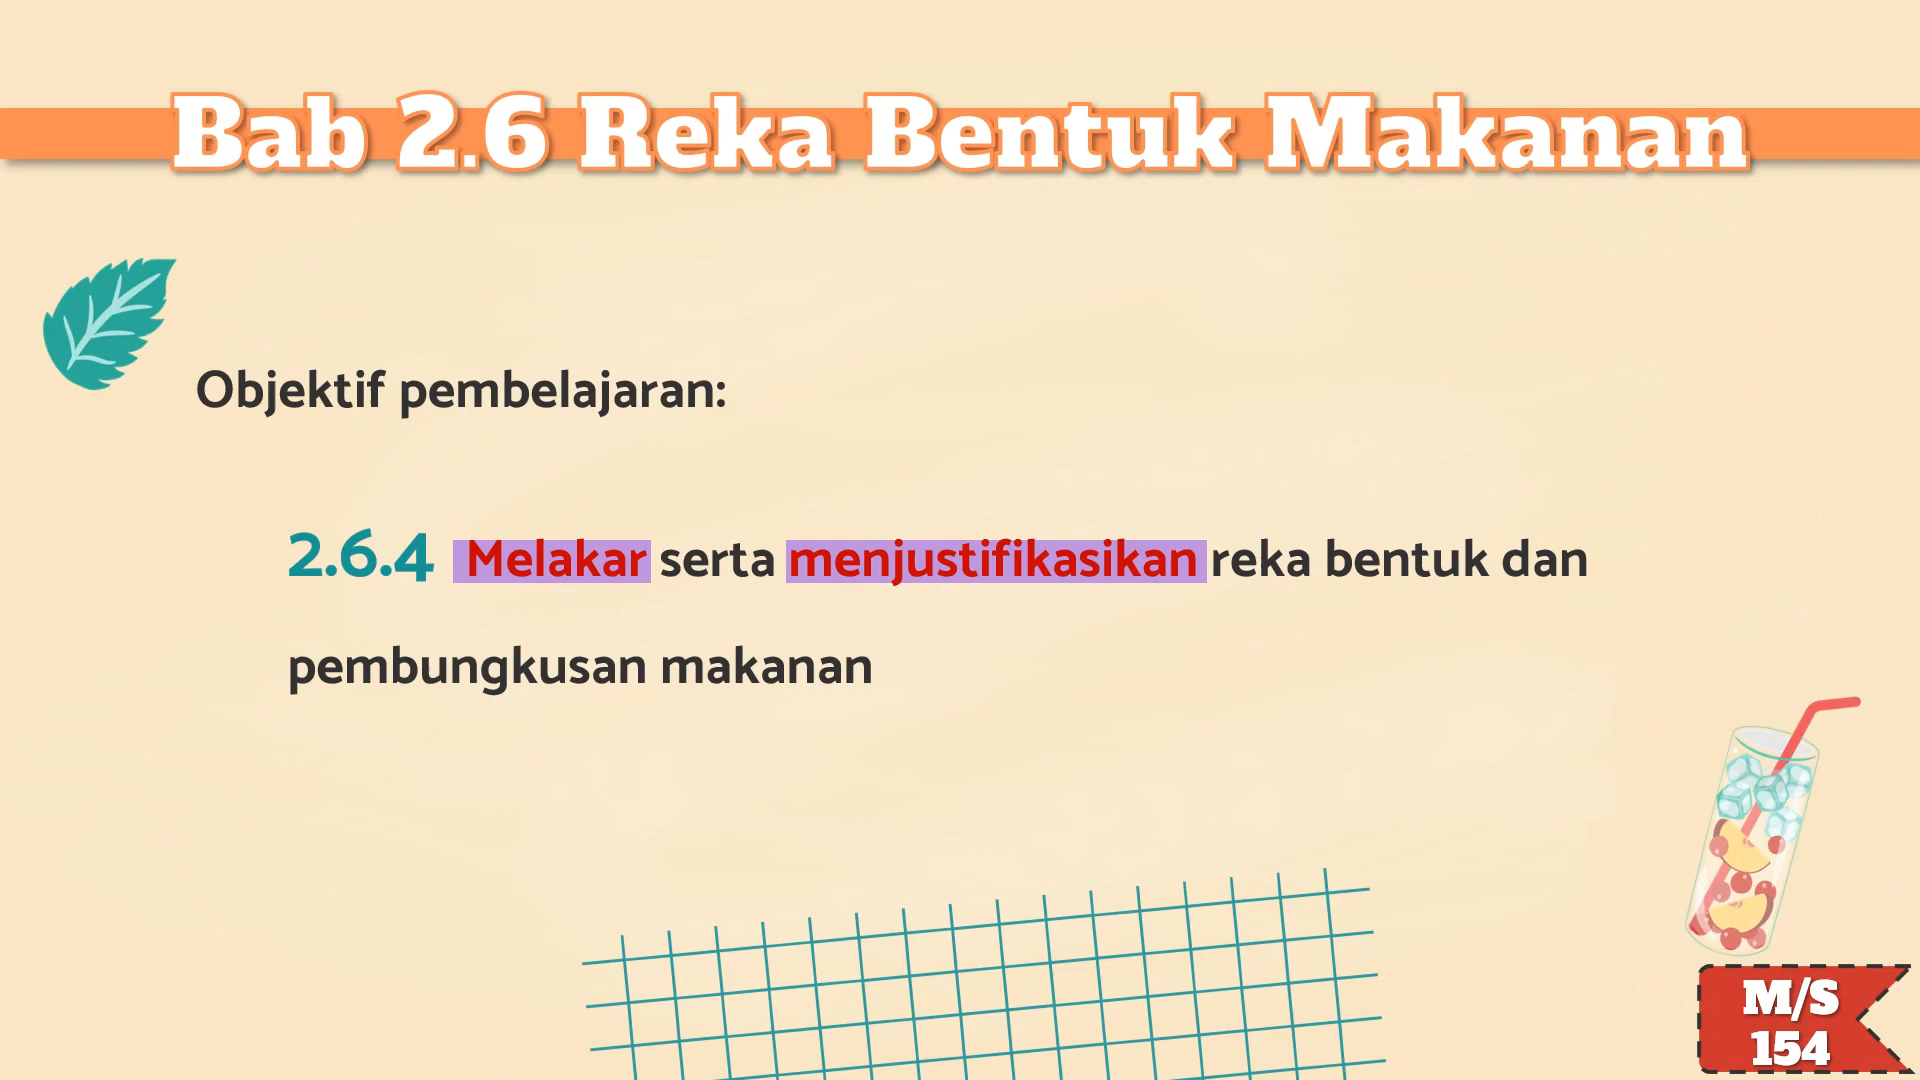 Bab 2.6 Reka Bentuk Makanan
Objektif pembelajaran:
2.6.4 Melakar serta menjustifikasikan reka bentuk dan
pembungkusan makanan
M/S
154